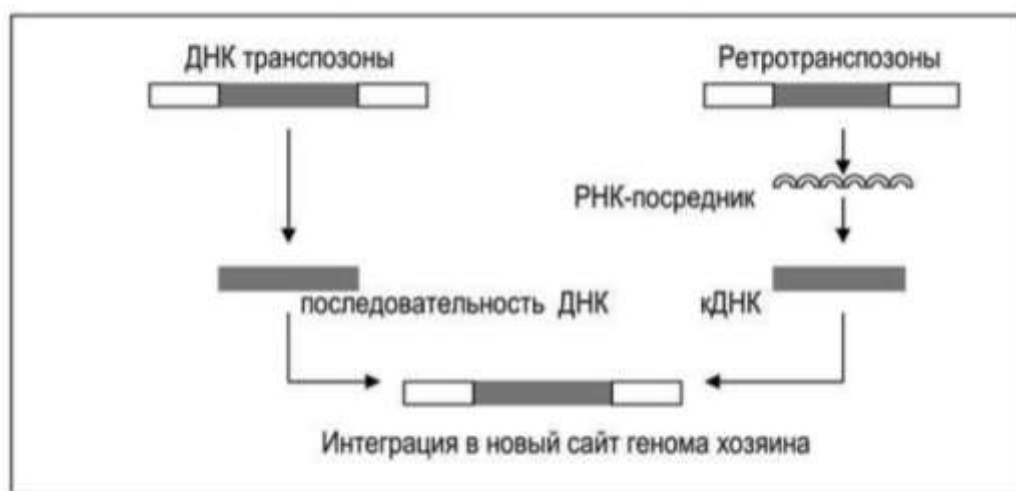 ДНК транспозоны
Ретротранспозоны
РНК-посредник
последовательность ДНК
кДНК
Интеграция в новый сайт генома хозяина